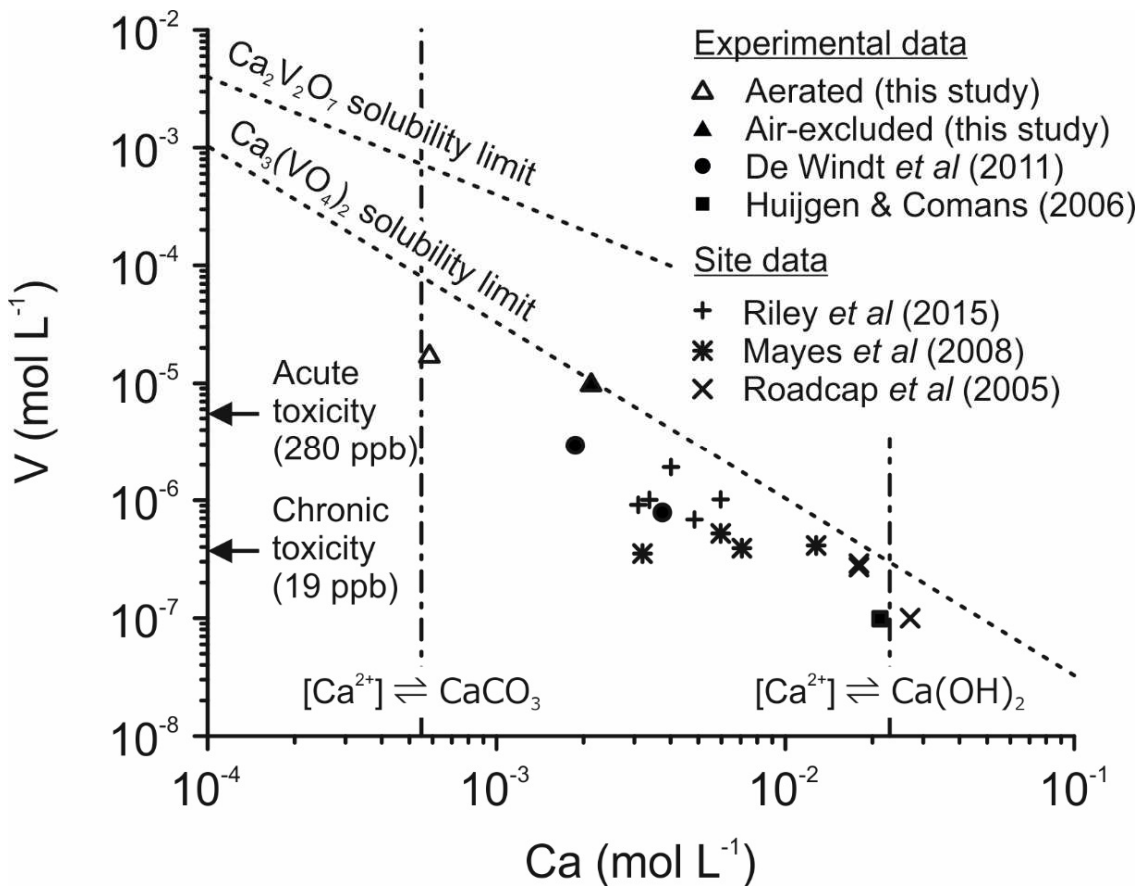 10⁻²
10⁻³
10⁻⁴
10⁻⁵
10⁻⁶
10⁻⁷
10⁻⁸
V (mol L⁻¹)
Ca₂V₂O₇ solubility limit
Ca₃(VO₄)₂ solubility limit
Experimental data
Aerated (this study)
Air-excluded (this study)
De Windt et al (2011)
Huijgen & Comans (2006)
Site data
Riley et al (2015)
Mayes et al (2008)
Roadcap et al (2005)
Acute
toxicity
(280 ppb)
Chronic
toxicity
(19 ppb)
[Ca²⁺] ⇌ CaCO₃
[Ca²⁺] ⇌ Ca(OH)₂
10⁻⁴
10⁻³
10⁻²
10⁻¹
Ca (mol L⁻¹)